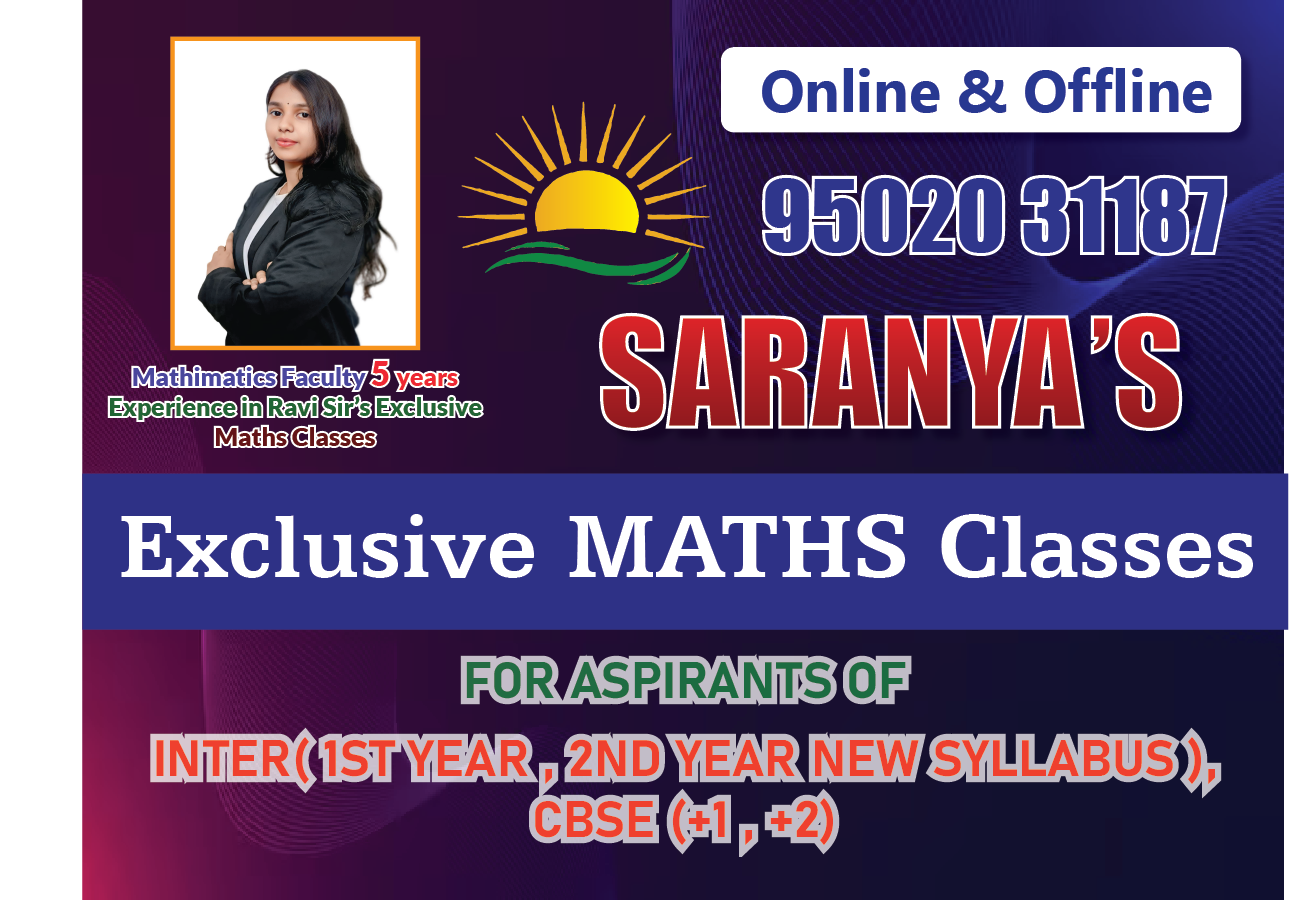 Online & Offline
95020 31187
SARANYA'S
Mathimatics Faculty 5 years
Experience in Ravi Sir's Exclusive
Maths Classes
Exclusive MATHS Classes
FOR ASPIRANTS OF
INTER( 1ST YEAR , 2ND YEAR NEW SYLLABUS ),
CBSE (+1 , +2)